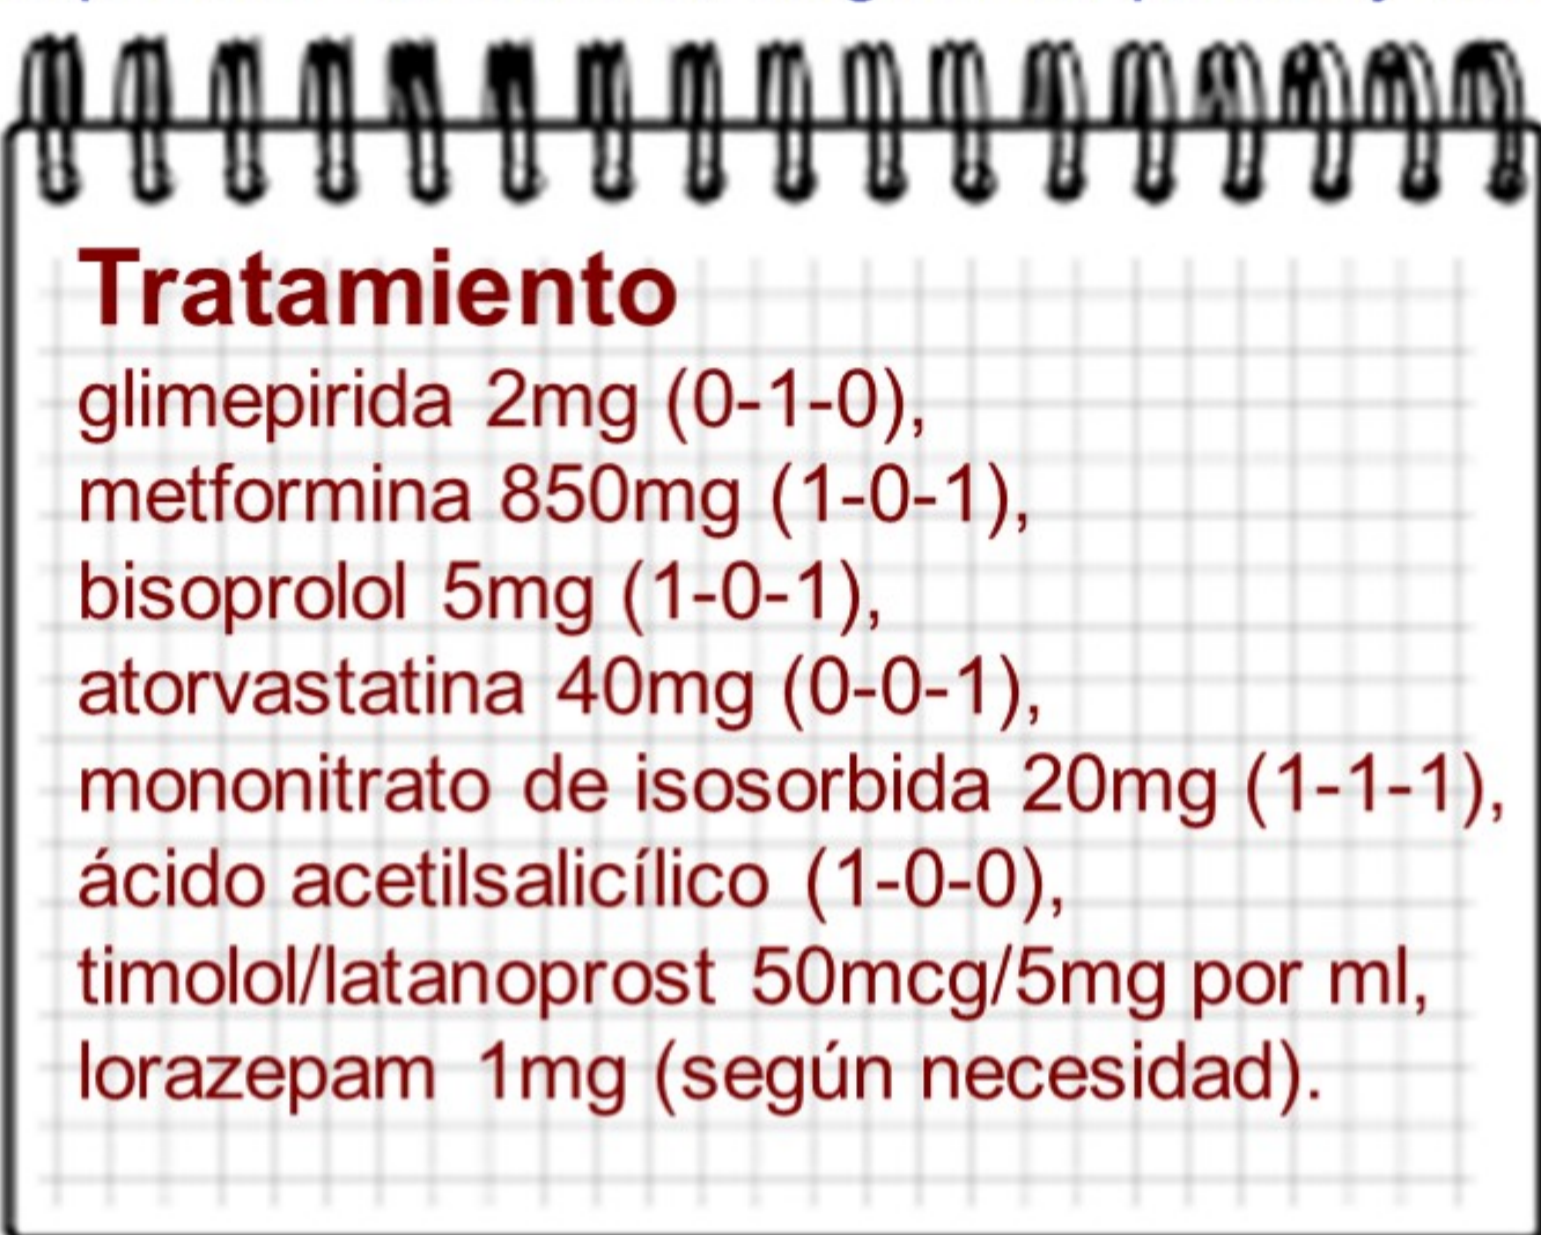 Tratamiento
glimepirida 2mg (0-1-0),
metformina 850mg (1-0-1),
bisoprolol 5mg (1-0-1),
atorvastatina 40mg (0-0-1),
mononitrato de isosorbida 20mg (1-1-1),
ácido acetilsalicílico (1-0-0),
timolol/latanoprost 50mcg/5mg por ml,
lorazepam 1mg (según necesidad).